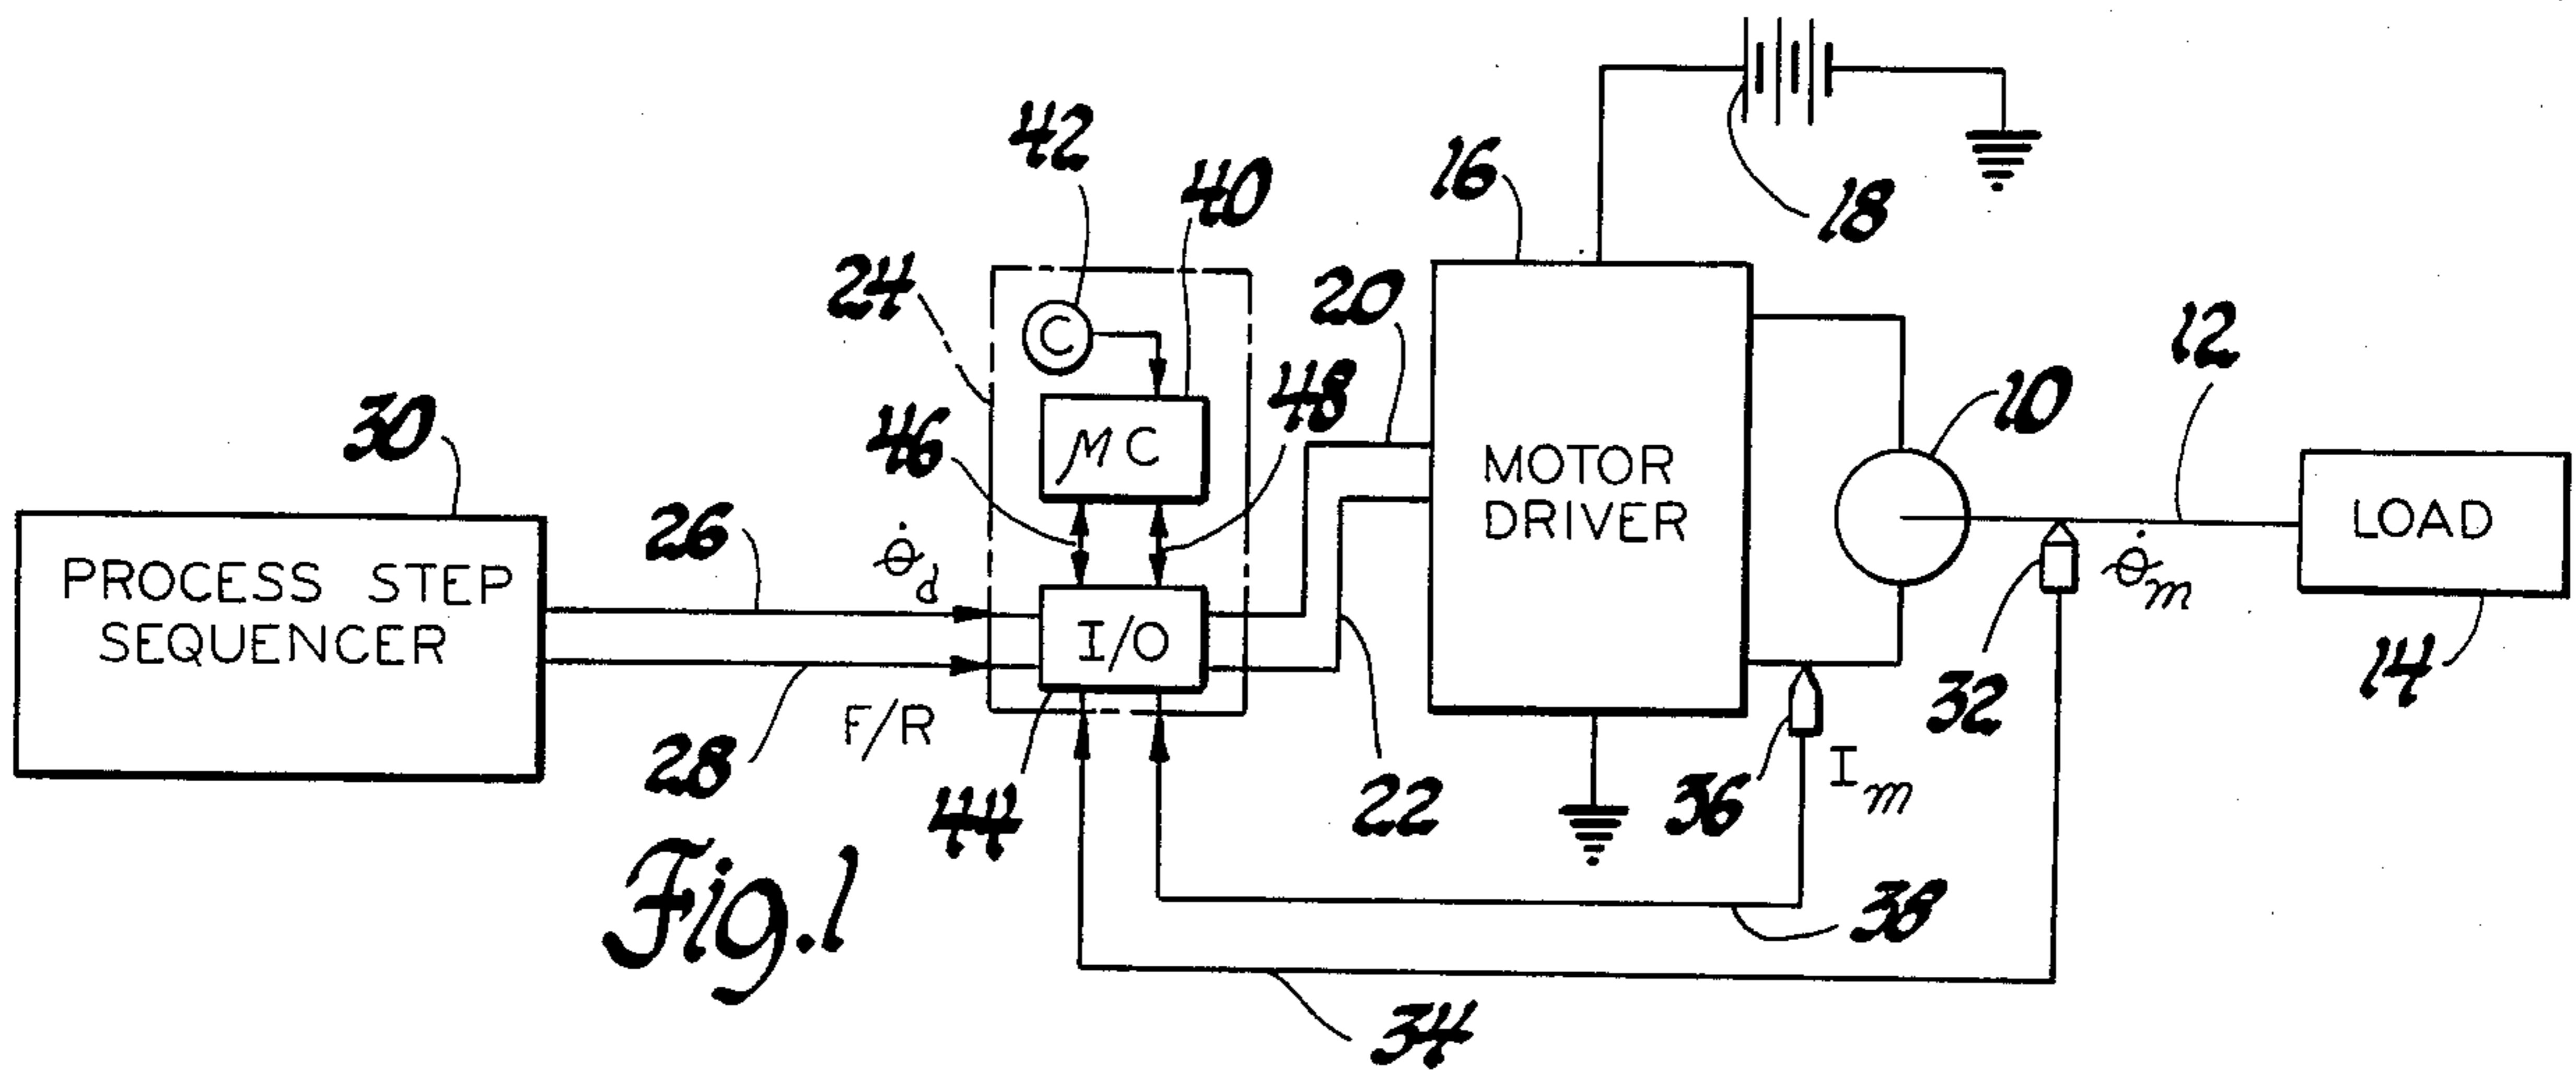 18
42
16
40
24
20
12
C
10
48
30
46
μC
MOTOR
DRIVER
LOAD
26
θ̇d
PROCESS STEP
SEQUENCER
I/O
32
θ̇m
14
28
F/R
44
22
36
Im
Fig.1
38
34